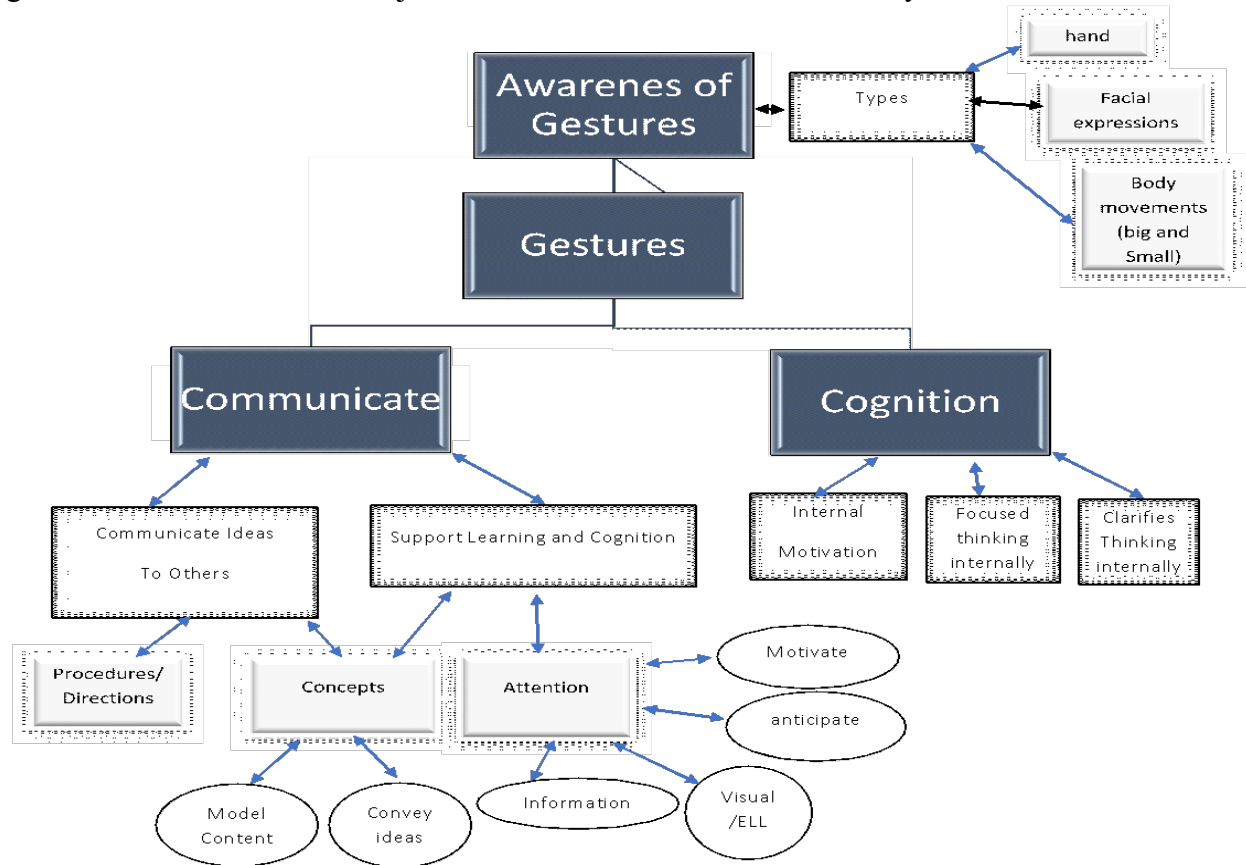 hand
Awarenes of
Gestures
Types
Facial
expressions
Body
movements
(big and
Small)
Gestures
Communicate
Cognition
Communicate Ideas
To Others
Support Learning and Cognition
Internal
Motivation
Focused
thinking
internally
Clarifies
Thinking
internally
Procedures/
Directions
Concepts
Attention
Motivate
anticipate
Model
Content
Convey
ideas
Information
Visual
/ELL